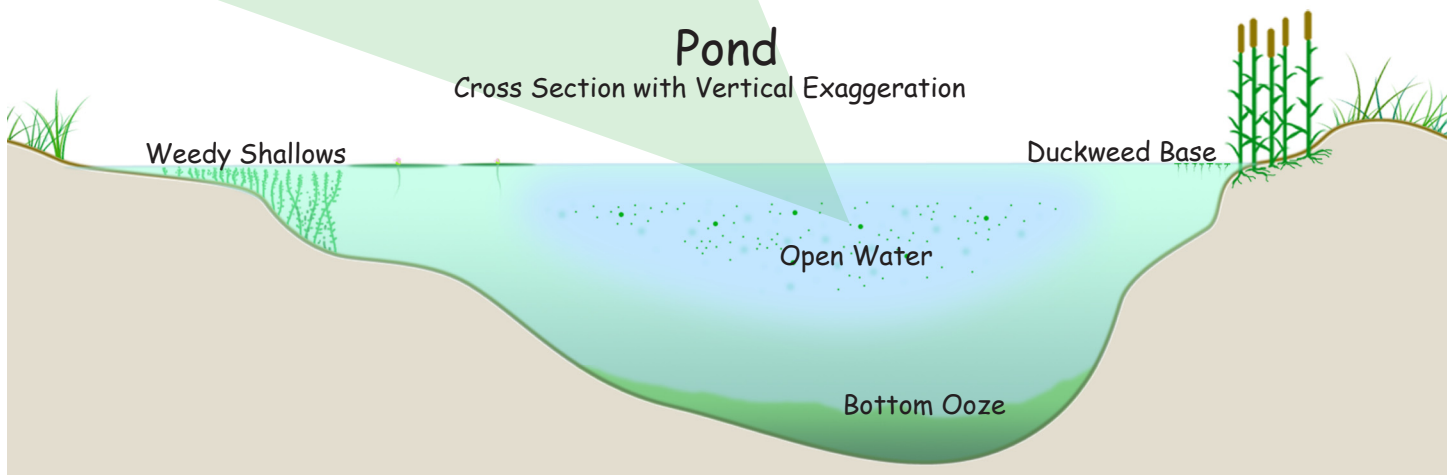 Pond
Cross Section with Vertical Exaggeration
Weedy Shallows
Duckweed Base
Open Water
Bottom Ooze